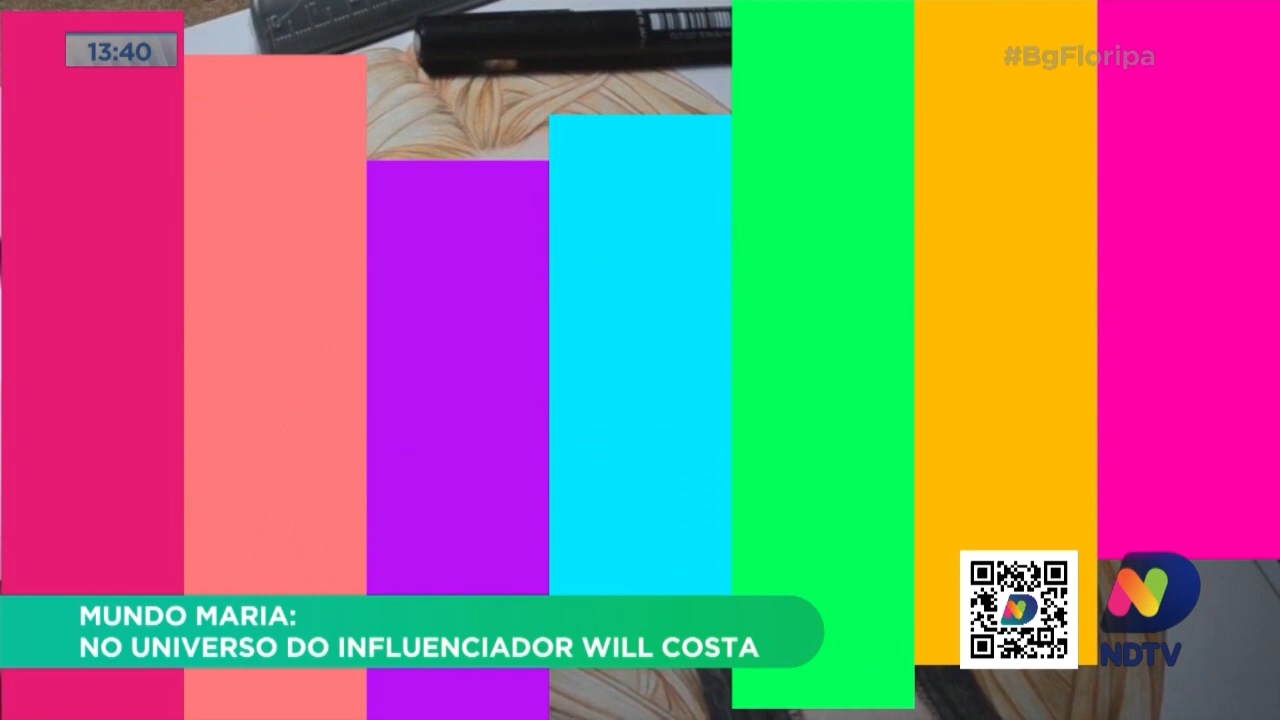 13:40
#BgFloripa
MUNDO MARIA:
NO UNIVERSO DO INFLUENCIADOR WILL COSTA
NDTV